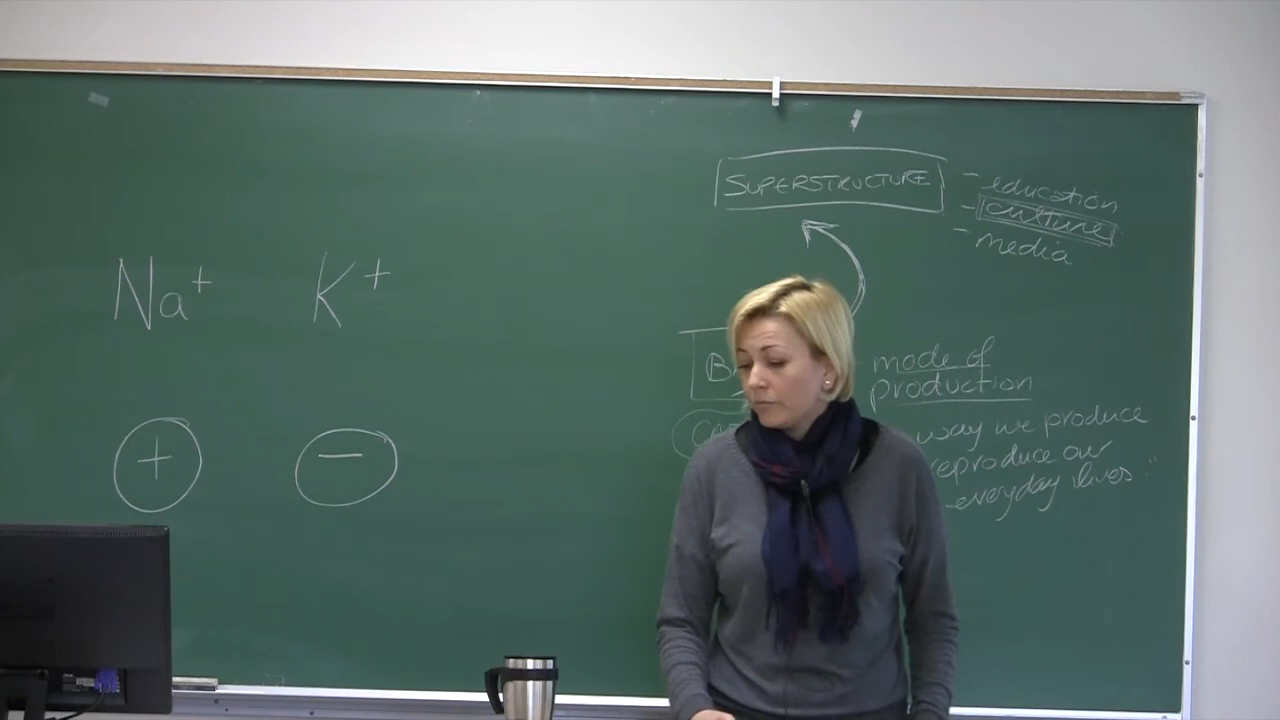 Na+ K+
+ −
SUPERSTRUCTURE
- education
- culture
- media
mode of
production
way we produce
reproduce our
everyday lives"